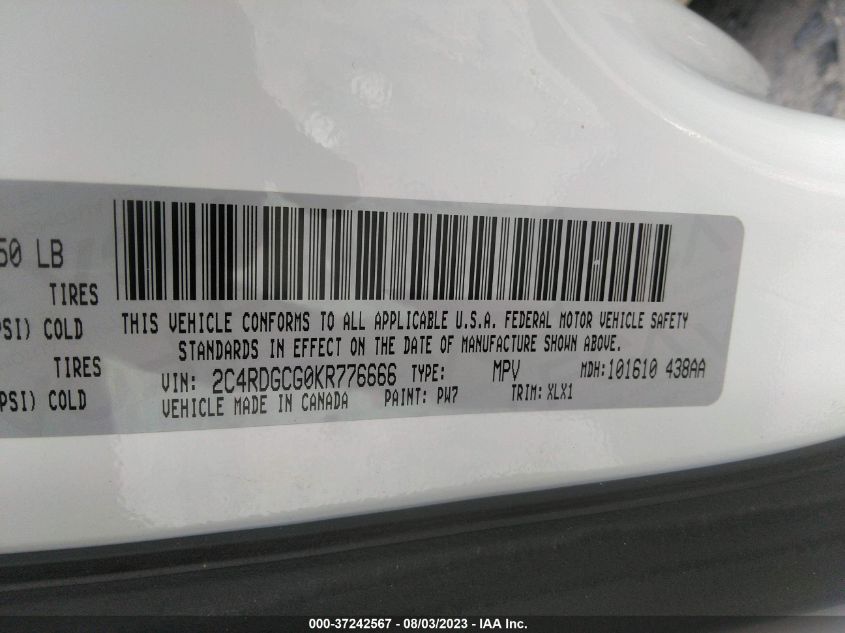 50 LB
TIRES
PSI) COLD
TIRES
PSI) COLD
THIS VEHICLE CONFORMS TO ALL APPLICABLE U.S.A. FEDERAL MOTOR VEHICLE SAFETY
STANDARDS IN EFFECT ON THE DATE OF MANUFACTURE SHOWN ABOVE.
VIN: 2C4RDGCG0KR776666 TYPE: MPV MDH:101610 438AA
VEHICLE MADE IN CANADA PAINT: PW7 TRIM: XLX1
000-37242567 - 08/03/2023 - IAA Inc.